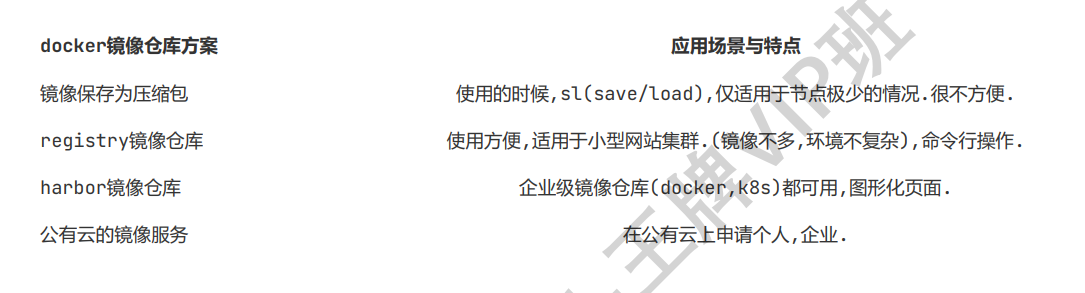 docker镜像仓库方案 应用场景与特点
镜像保存为压缩包 使用的时候,sl(save/load),仅适用于节点极少的情况.很不方便.
registry镜像仓库 使用方便,适用于小型网站集群.(镜像不多,环境不复杂),命令行操作.
harbor镜像仓库 企业级镜像仓库(docker,k8s)都可用,图形化页面.
公有云的镜像服务 在公有云上申请个人,企业.
王牌VIP班